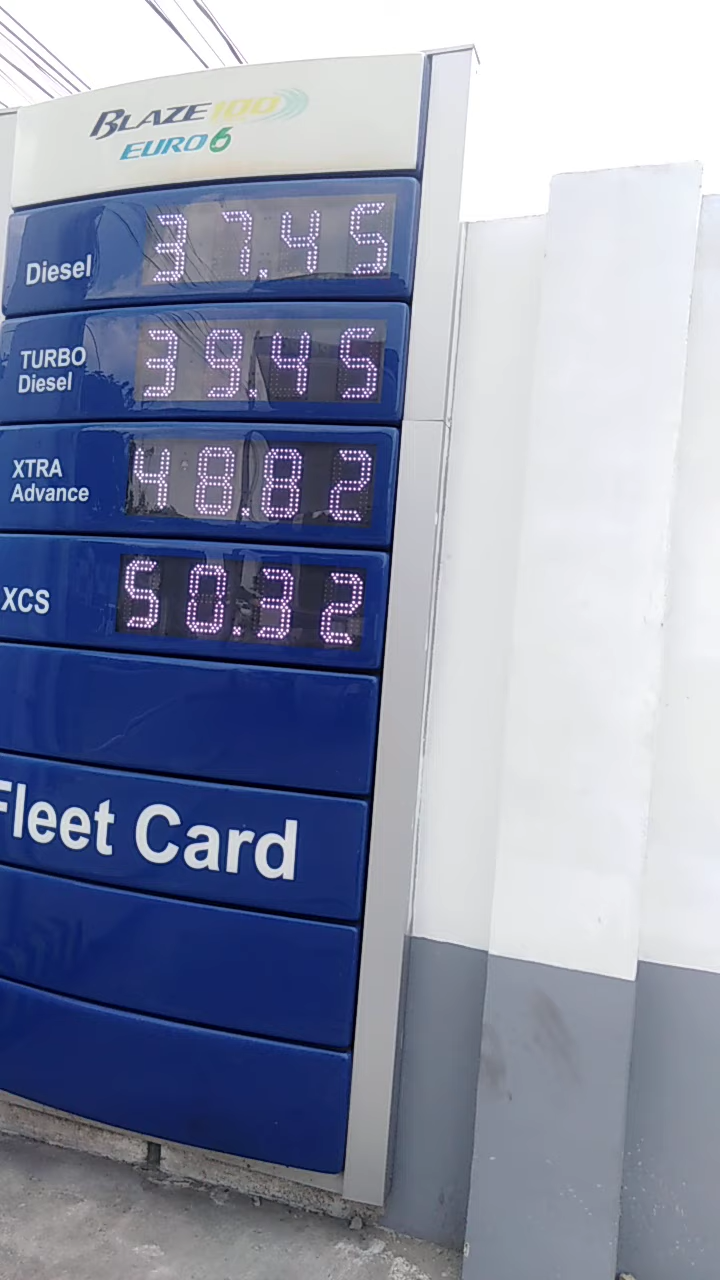 BLAZE 100
EURO 6
Diesel 37.45
TURBO
Diesel 39.45
XTRA
Advance 48.82
XCS 50.32
Fleet Card